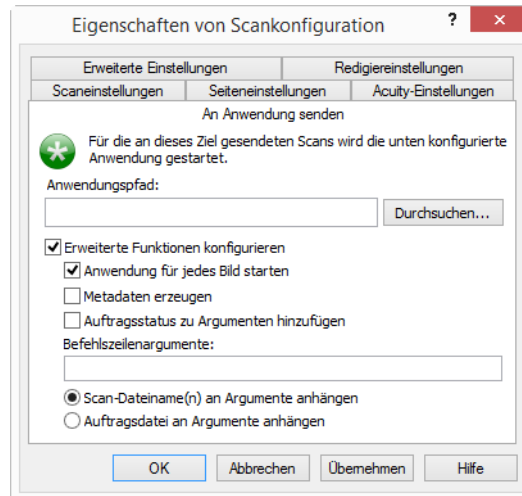 Eigenschaften von Scankonfiguration
?
Erweiterte Einstellungen
Redigiereinstellungen
Scaneinstellungen
Seiteneinstellungen
Acuity-Einstellungen
An Anwendung senden
Für die an dieses Ziel gesendeten Scans wird die unten konfigurierte
Anwendung gestartet.
Anwendungspfad:
Durchsuchen...
Erweiterte Funktionen konfigurieren
Anwendung für jedes Bild starten
Metadaten erzeugen
Auftragsstatus zu Argumenten hinzufügen
Befehlszeilenargumente:
Scan-Dateiname(n) an Argumente anhängen
Auftragsdatei an Argumente anhängen
OK
Abbrechen
Übernehmen
Hilfe